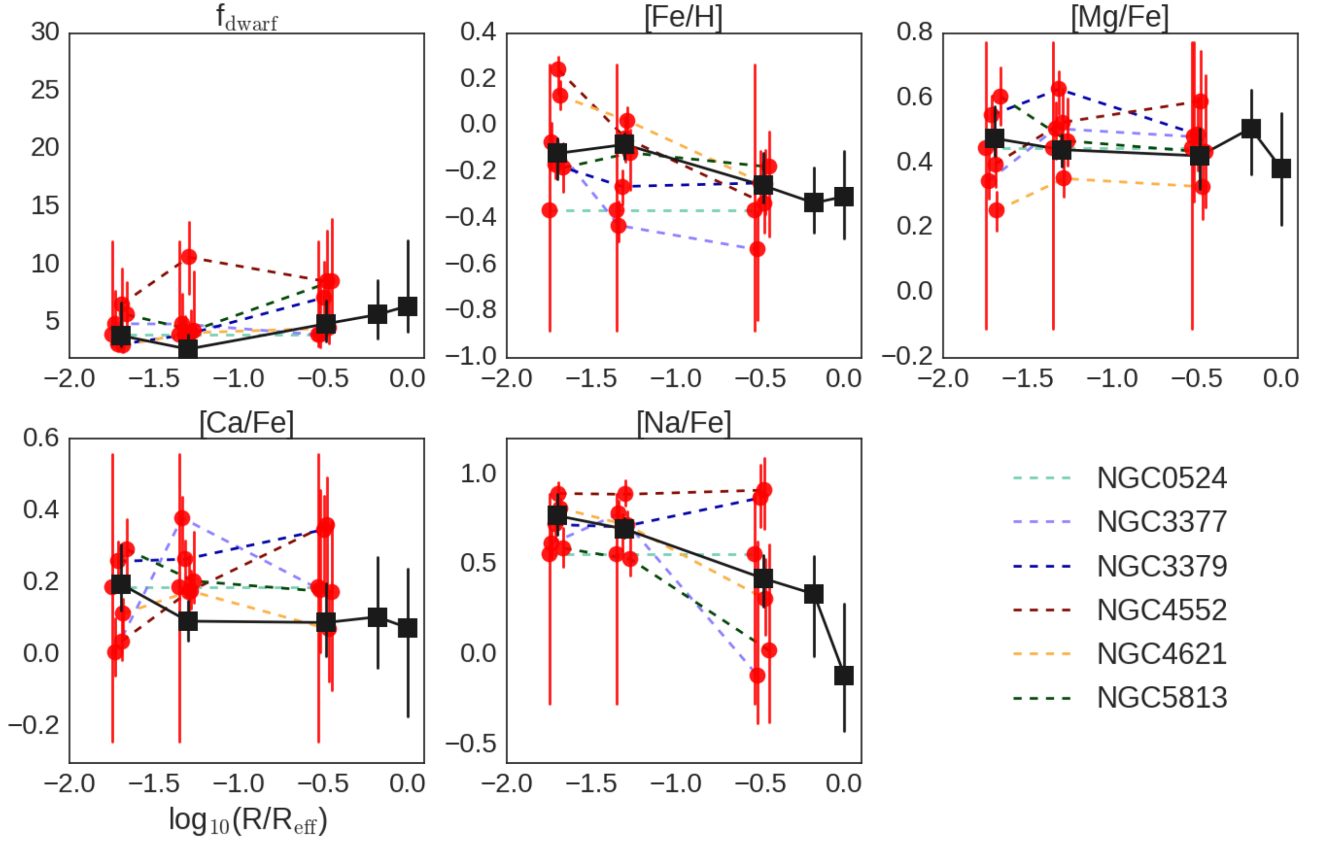 f_dwarf
[Fe/H]
[Mg/Fe]
30
25
20
15
10
5
−2.0 −1.5 −1.0 −0.5 0.0
0.4
0.2
0.0
−0.2
−0.4
−0.6
−0.8
−1.0
−2.0 −1.5 −1.0 −0.5 0.0
0.8
0.6
0.4
0.2
0.0
−0.2
−2.0 −1.5 −1.0 −0.5 0.0
[Ca/Fe]
[Na/Fe]
0.6
0.4
0.2
0.0
−0.2
−2.0 −1.5 −1.0 −0.5 0.0
log₁₀(R/R_eff)
1.0
0.5
0.0
−0.5
−2.0 −1.5 −1.0 −0.5 0.0
NGC0524
NGC3377
NGC3379
NGC4552
NGC4621
NGC5813